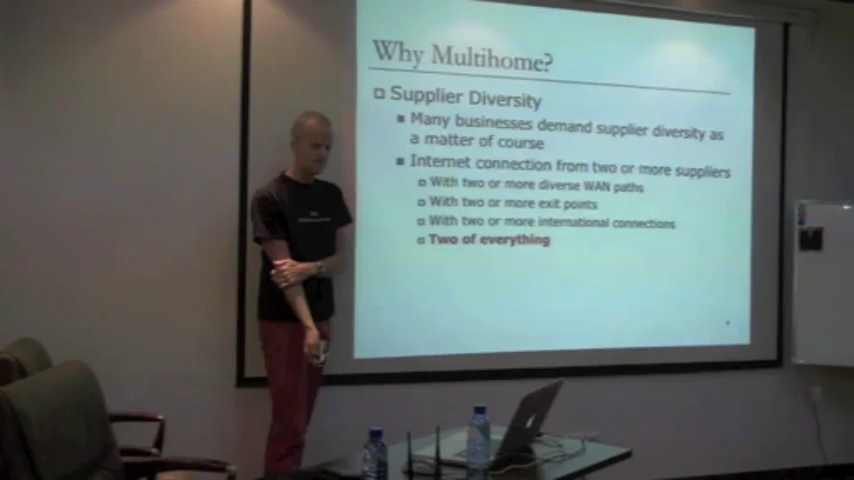 Why Multihome?
Supplier Diversity
Many businesses demand supplier diversity as
a matter of course
Internet connection from two or more suppliers
With two or more diverse WAN paths
With two or more exit points
With two or more international connections
Two of everything